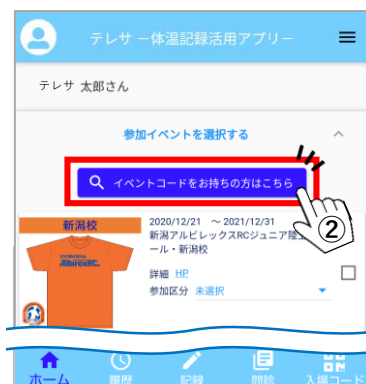 テレサ ー体温記録活用アプリー
テレサ 太郎さん
参加イベントを選択する
イベントコードをお持ちの方はこちら
②
新潟校
2020/12/21 ～2021/12/31
新潟アルビレックスRCジュニア陸
ール・新潟校
ALBIREXRC
詳細 HP
参加区分 未選択
ホーム
履歴
記録
問診
入場コード